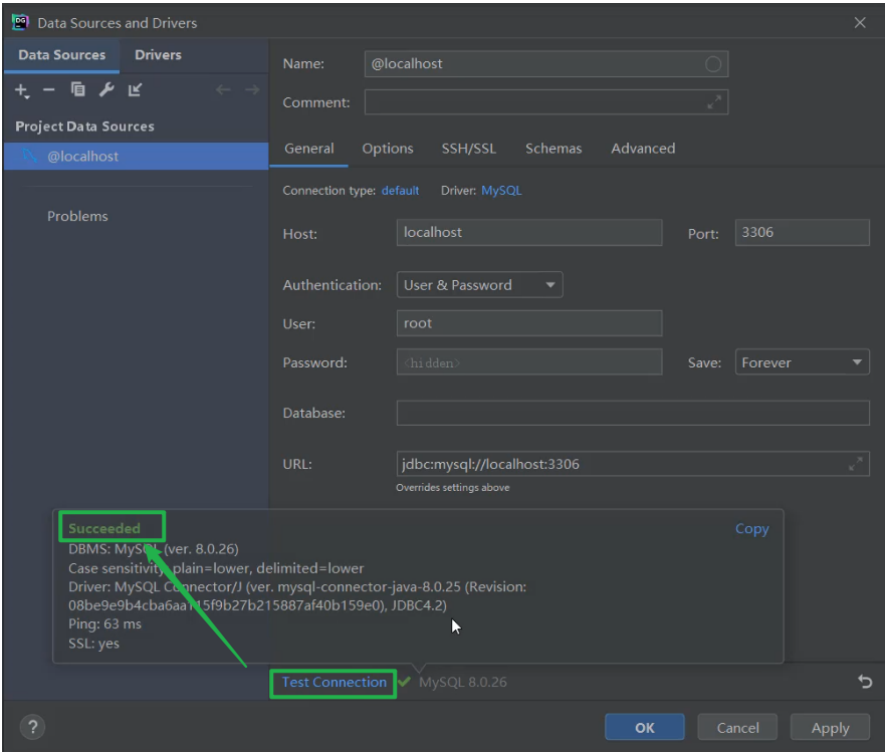 DG Data Sources and Drivers
Data Sources Drivers
Project Data Sources
@localhost
Problems
Name: @localhost
Comment:
General Options SSH/SSL Schemas Advanced
Connection type: default Driver: MySQL
Host: localhost Port: 3306
Authentication: User & Password
User: root
Password: <hidden> Save: Forever
Database:
URL: jdbc:mysql://localhost:3306
Overrides settings above
Succeeded Copy
DBMS: MySQL (ver. 8.0.26)
Case sensitivity: plain=lower, delimited=lower
Driver: MySQL Connector/J (ver. mysql-connector-java-8.0.25 (Revision:
JDBC4.2)
Ping: 63 ms
SSL: yes
Test Connection MySQL 8.0.26
? OK Cancel Apply